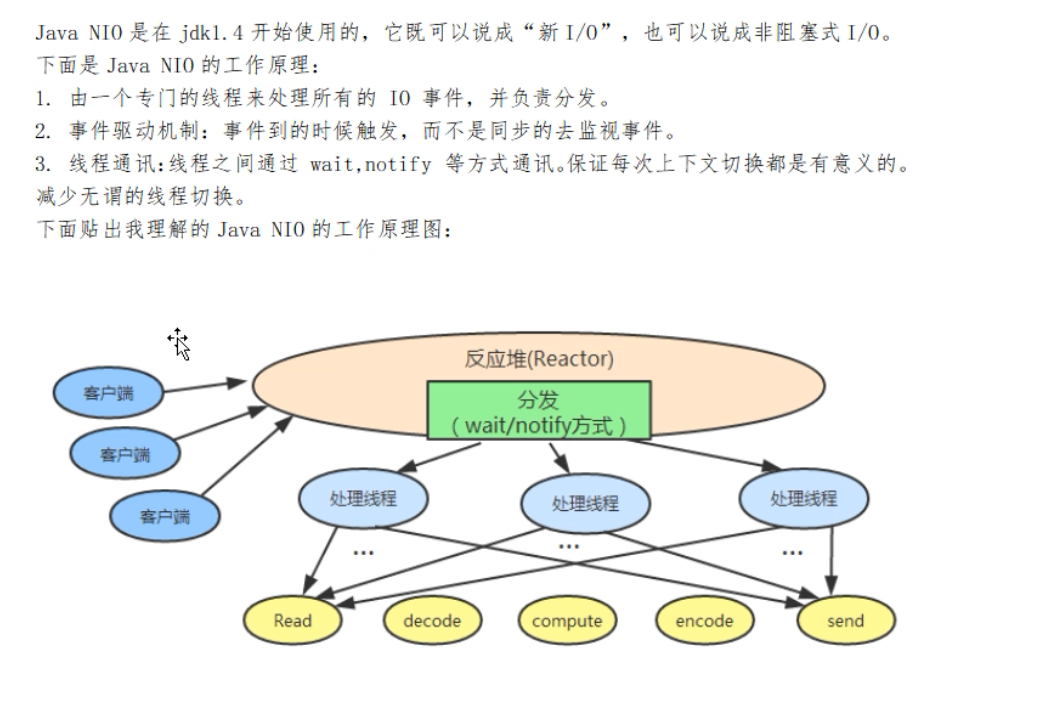 Java NIO 是在 jdk1.4 开始使用的，它既可以说成“新 I/O”，也可以说成非阻塞式 I/O。
下面是 Java NIO 的工作原理：
1. 由一个专门的线程来处理所有的 IO 事件，并负责分发。
2. 事件驱动机制：事件到的时候触发，而不是同步的去监视事件。
3. 线程通讯：线程之间通过 wait,notify 等方式通讯。保证每次上下文切换都是有意义的。
减少无谓的线程切换。
下面贴出我理解的 Java NIO 的工作原理图：
反应堆(Reactor)
客户端
分发
（wait/notify方式）
客户端
客户端
处理线程
处理线程
处理线程
...
...
...
Read
decode
compute
encode
send